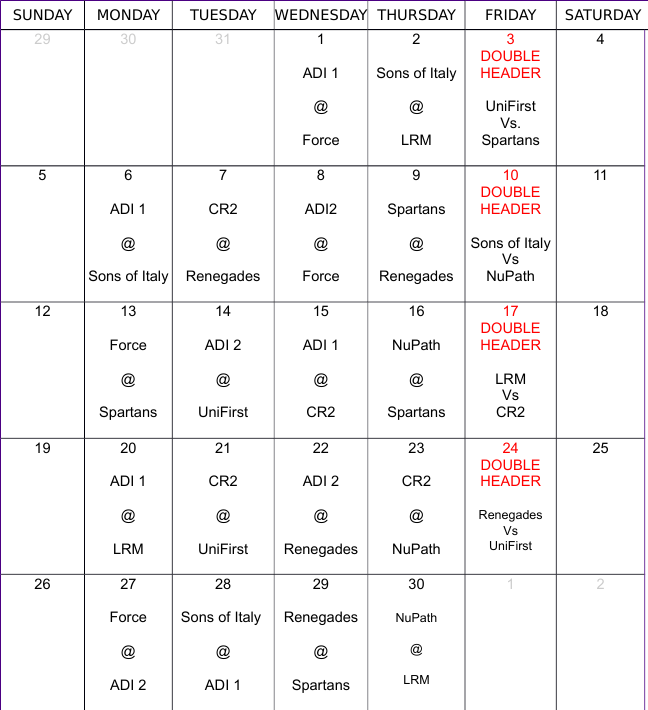 SUNDAY MONDAY TUESDAY WEDNESDAY THURSDAY FRIDAY SATURDAY
29
30
31
1
ADI 1
@
Force
2
Sons of Italy
@
LRM
3
DOUBLE
HEADER
UniFirst
Vs.
Spartans
4
5
6
ADI 1
@
Sons of Italy
7
CR2
@
Renegades
8
ADI2
@
Force
9
Spartans
@
Renegades
10
DOUBLE
HEADER
Sons of Italy
Vs
NuPath
11
12
13
Force
@
Spartans
14
ADI 2
@
UniFirst
15
ADI 1
@
CR2
16
NuPath
@
Spartans
17
DOUBLE
HEADER
LRM
Vs
CR2
18
19
20
ADI 1
@
LRM
21
CR2
@
UniFirst
22
ADI 2
@
Renegades
23
CR2
@
NuPath
24
DOUBLE
HEADER
Renegades
Vs
UniFirst
25
26
27
Force
@
ADI 2
28
Sons of Italy
@
ADI 1
29
Renegades
@
Spartans
30
NuPath
@
LRM
1
2